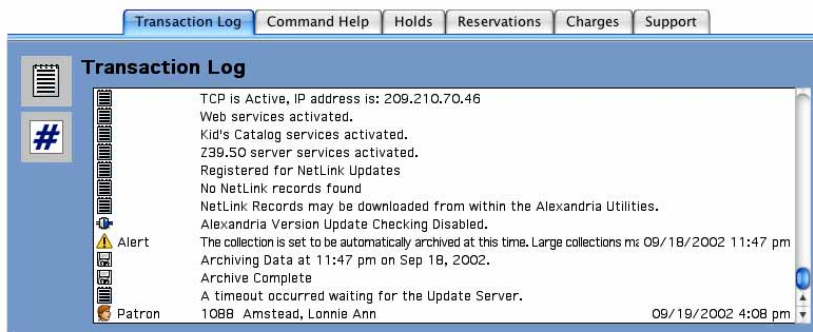 Transaction Log Command Help Holds Reservations Charges Support
Transaction Log
#
TCP is Active, IP address is: 209.210.70.46
Web services activated.
Kid's Catalog services activated.
Z39.50 server services activated.
Registered for NetLink Updates
No NetLink records found
NetLink Records may be downloaded from within the Alexandria Utilities.
Alexandria Version Update Checking Disabled.
Alert The collection is set to be automatically archived at this time. Large collections ma 09/18/2002 11:47 pm
Archiving Data at 11:47 pm on Sep 18, 2002.
Archive Complete
A timeout occurred waiting for the Update Server.
Patron 1088 Amstead, Lonnie Ann 09/19/2002 4:08 pm